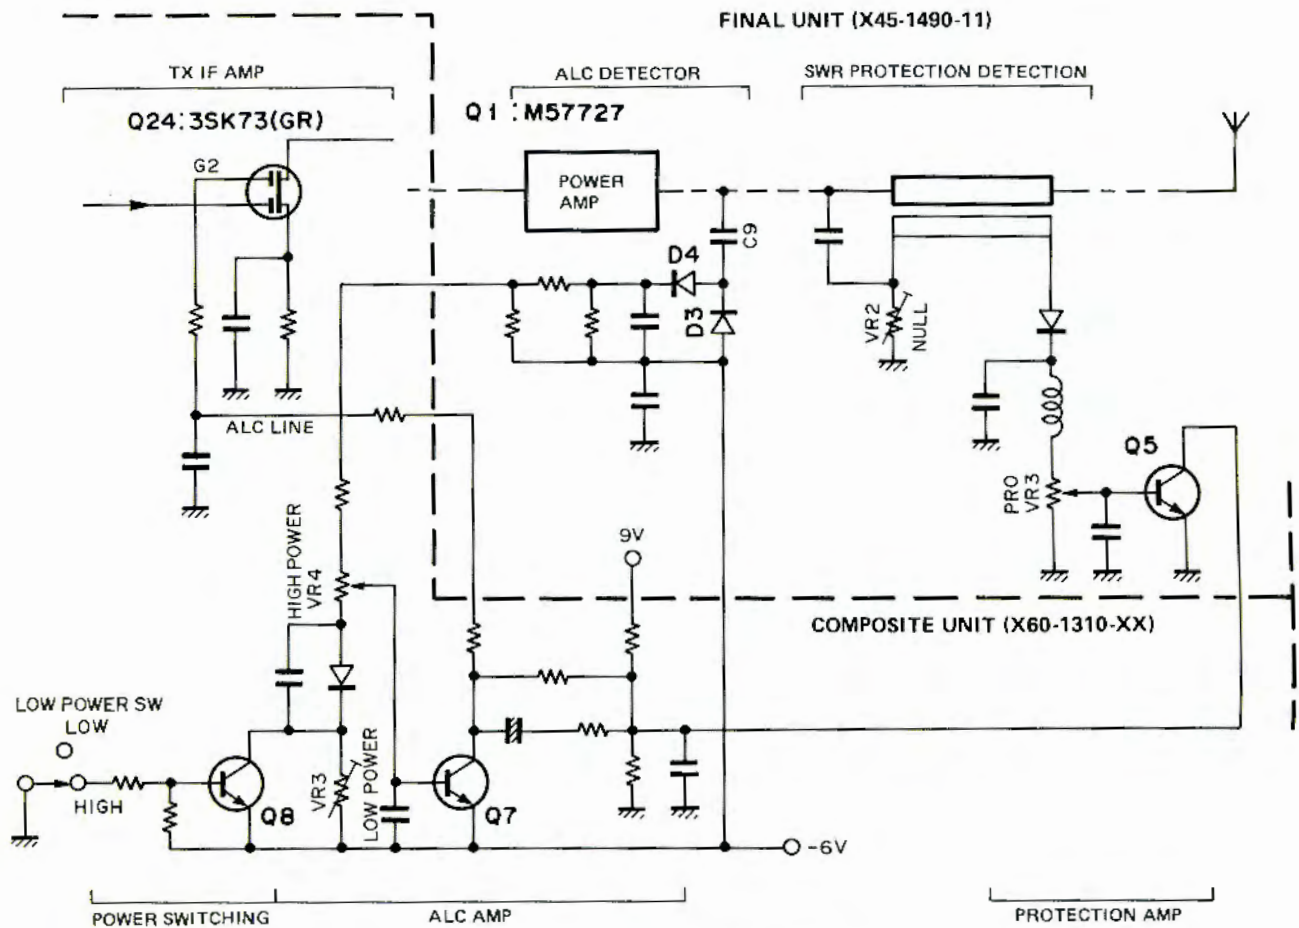 FINAL UNIT (X45-1490-11)
TX IF AMP
ALC DETECTOR
SWR PROTECTION DETECTION
Q24:3SK73(GR)
Q1 :M57727
G2
POWER
AMP
C9
D4
D3
VR2
NULL
ALC LINE
Q5
PRO
VR3
HIGH POWER
VR4
9V
COMPOSITE UNIT (X60-1310-XX)
LOW POWER SW
LOW
HIGH
Q8
VR3
LOW POWER
Q7
-6V
POWER SWITCHING
ALC AMP
PROTECTION AMP